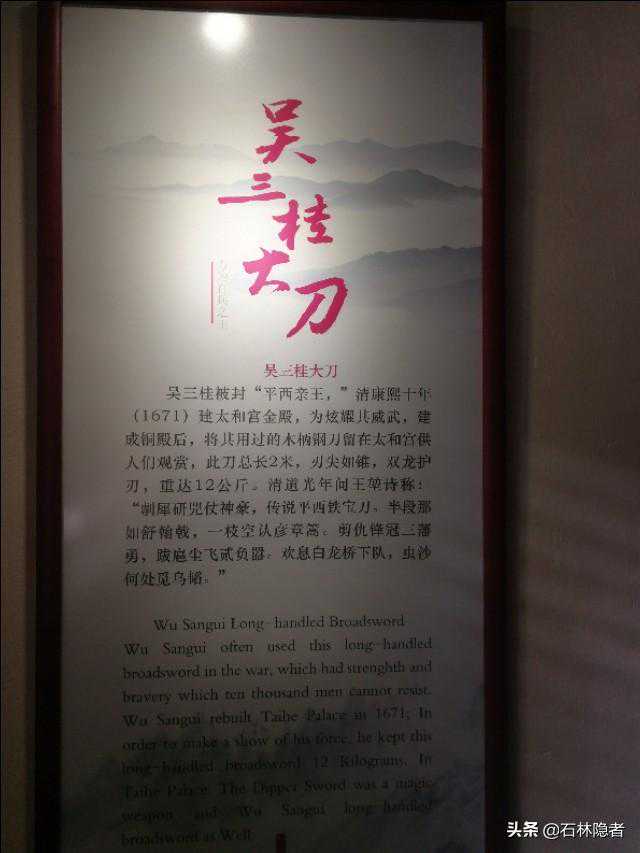 吴三桂大刀
吴三桂大刀
吴三桂被封“平西亲王，”清康熙十年
（1671）建太和宫金殿，为炫耀其威武，建
成铜殿后，将其用过的木柄钢刀留在太和宫供
人们观赏，此刀总长2米，刃尖如锥，双龙护
刃，重达12公斤。清道光年间王堃诗称：
“剸犀研兕仗神豪，传说平西铁宝刀。半段那
如舒翰戟，一枝空认彦章篙。剪仇锋冠三藩
勇，跋扈尘飞贰负嚣。欢息白龙桥下队，虫沙
何处觅乌绦。”
Wu Sangui Long-handled Broadsword
Wu Sangui often used this long-handled
broadsword in the war, which had strenghth and
bravery which ten thousand men cannot resist.
Wu Sangui rebuilt Taihe Palace in 1671; In
order to make a show of his force, he kept this
long-handled broadsword 12 Kilograms. In
Taihe Palace. The Dipper Sword was a magic
weapon and Wu Sangui long-handled
broadsword as Well.
头条 @石林隐者